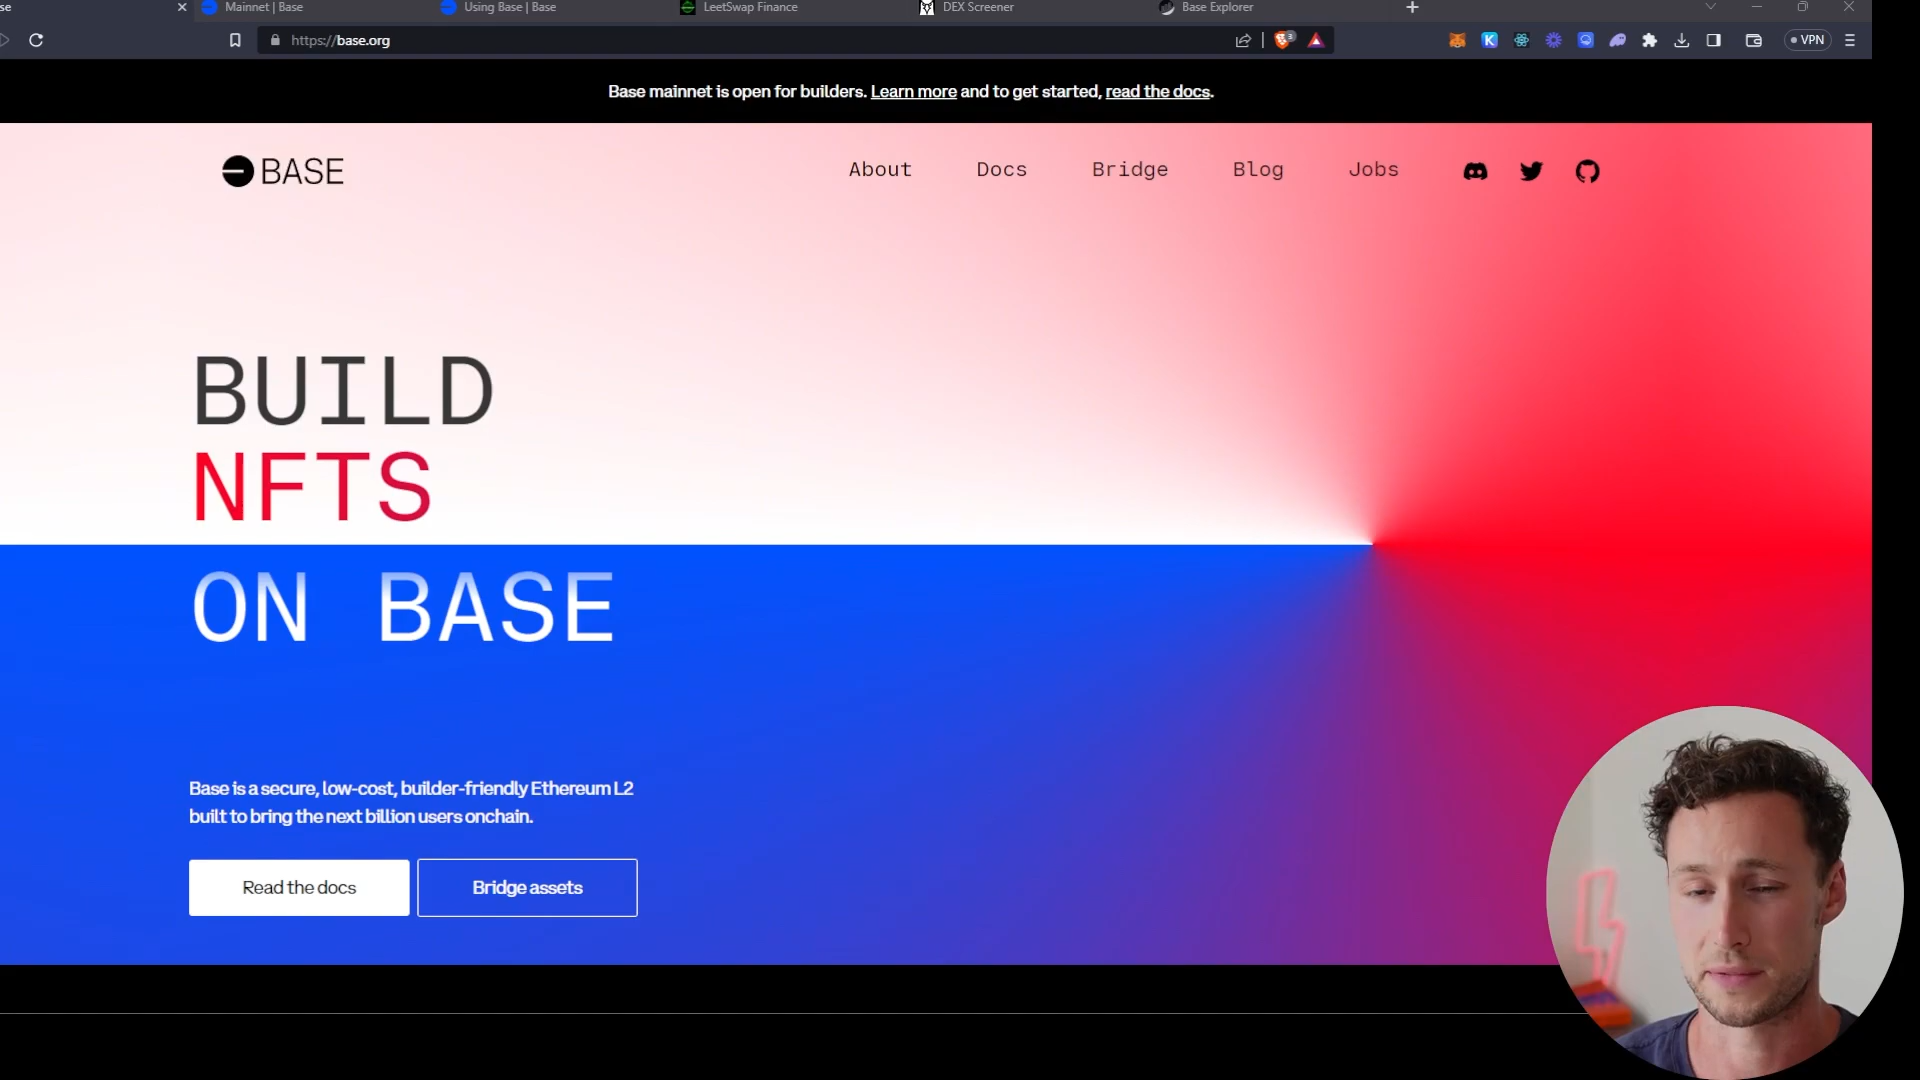 se
Mainnet | Base
Using Base | Base
LeetSwap Finance
DEX Screener
Base Explorer
https://base.org
3
K
VPN
Base mainnet is open for builders. Learn more and to get started, read the docs.
BASE
About
Docs
Bridge
Blog
Jobs
BUILD
NFTS
ON BASE
Base is a secure, low-cost, builder-friendly Ethereum L2
built to bring the next billion users onchain.
Read the docs
Bridge assets